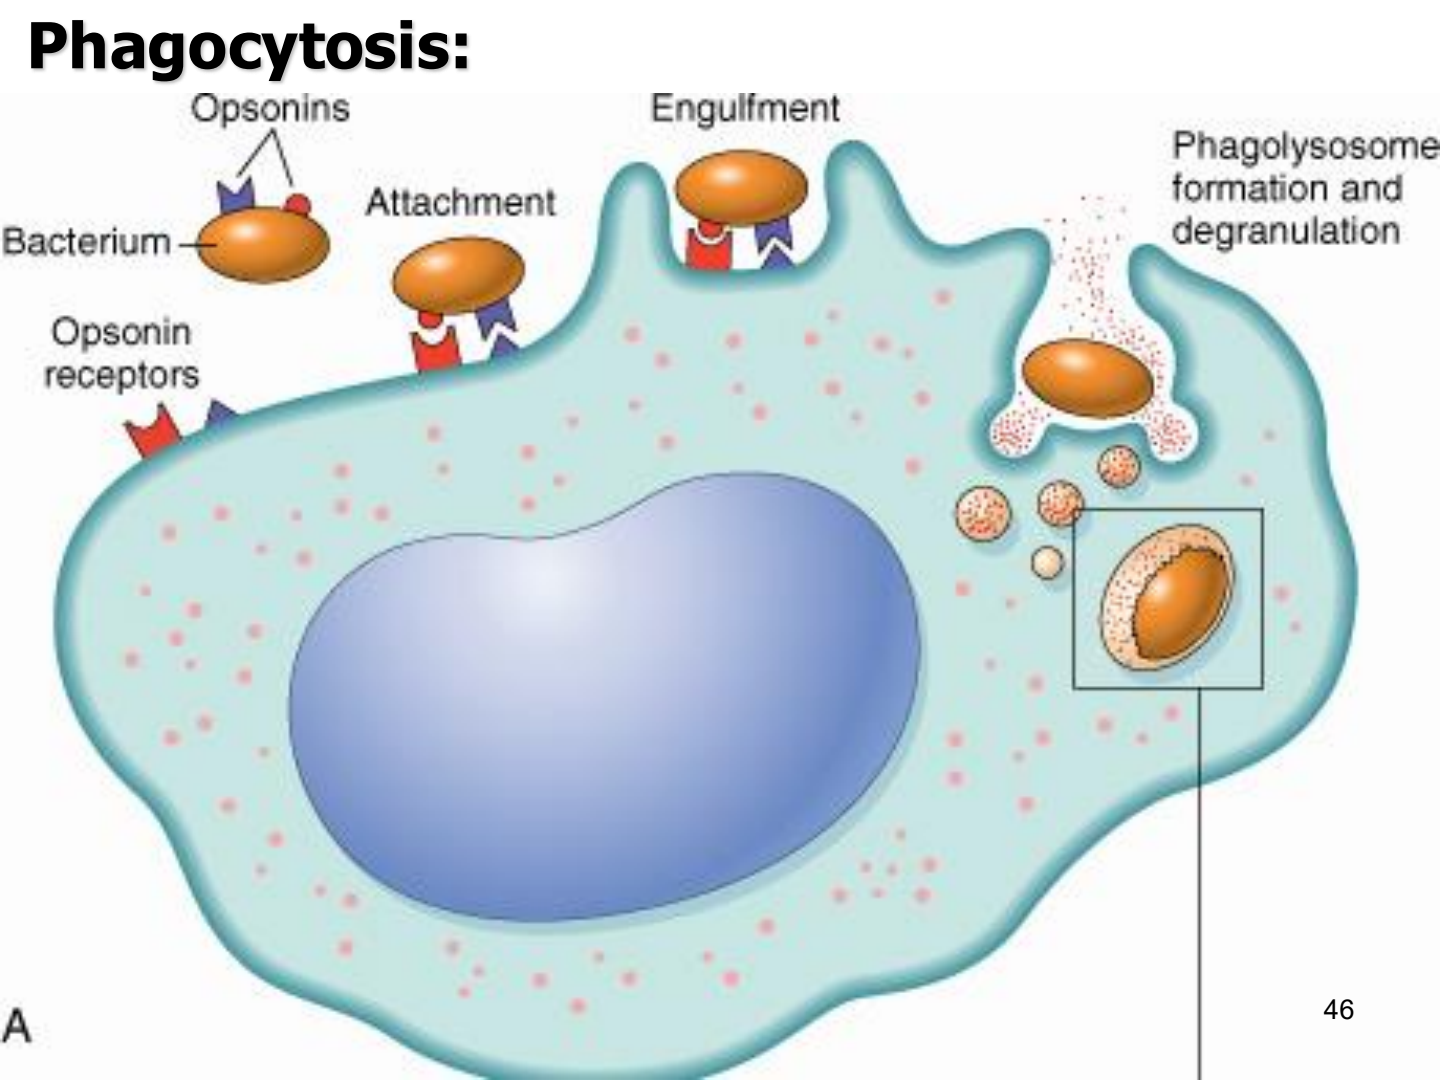 Phagocytosis:
Opsonins
Engulfment
Phagolysosome
formation and
degranulation
Attachment
Bacterium
Opsonin
receptors
46
A